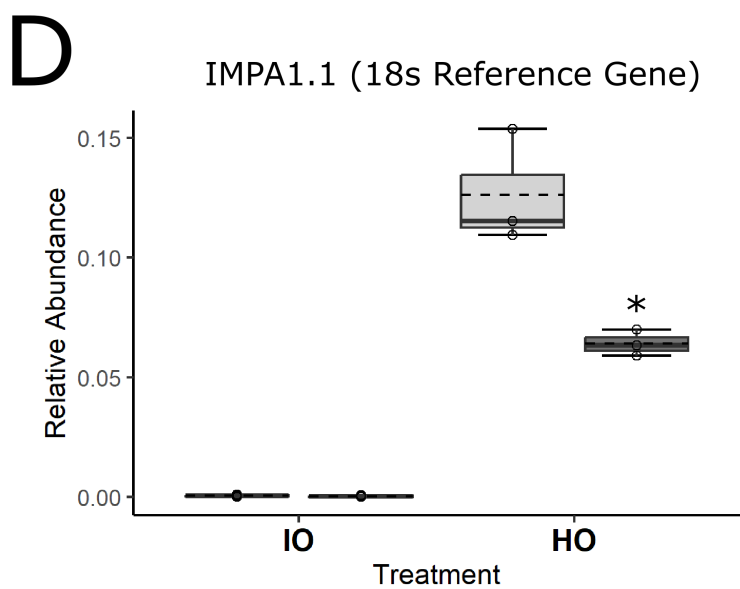 D
IMPA1.1 (18s Reference Gene)
Relative Abundance
0.15
0.10
0.05
0.00
*
IO
HO
Treatment